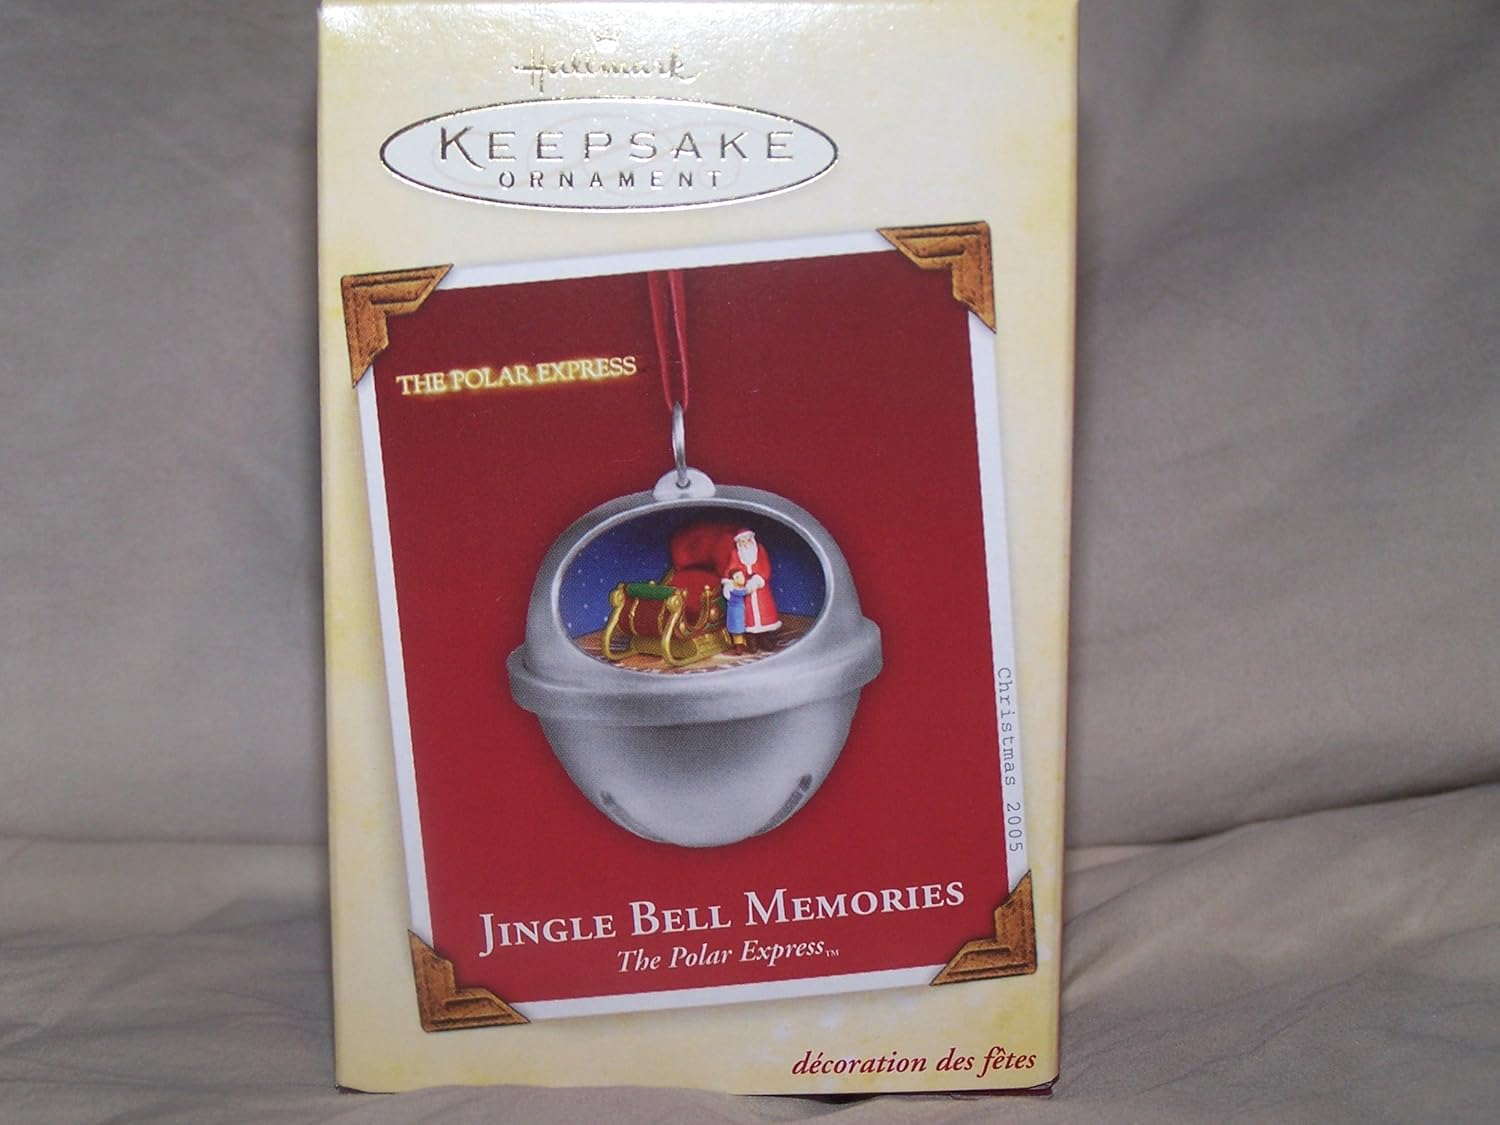 Hallmark
KEEPSAKE
ORNAMENT
THE POLAR EXPRESS
Christmas 2005
JINGLE BELL MEMORIES
The Polar Express™
décoration des fêtes